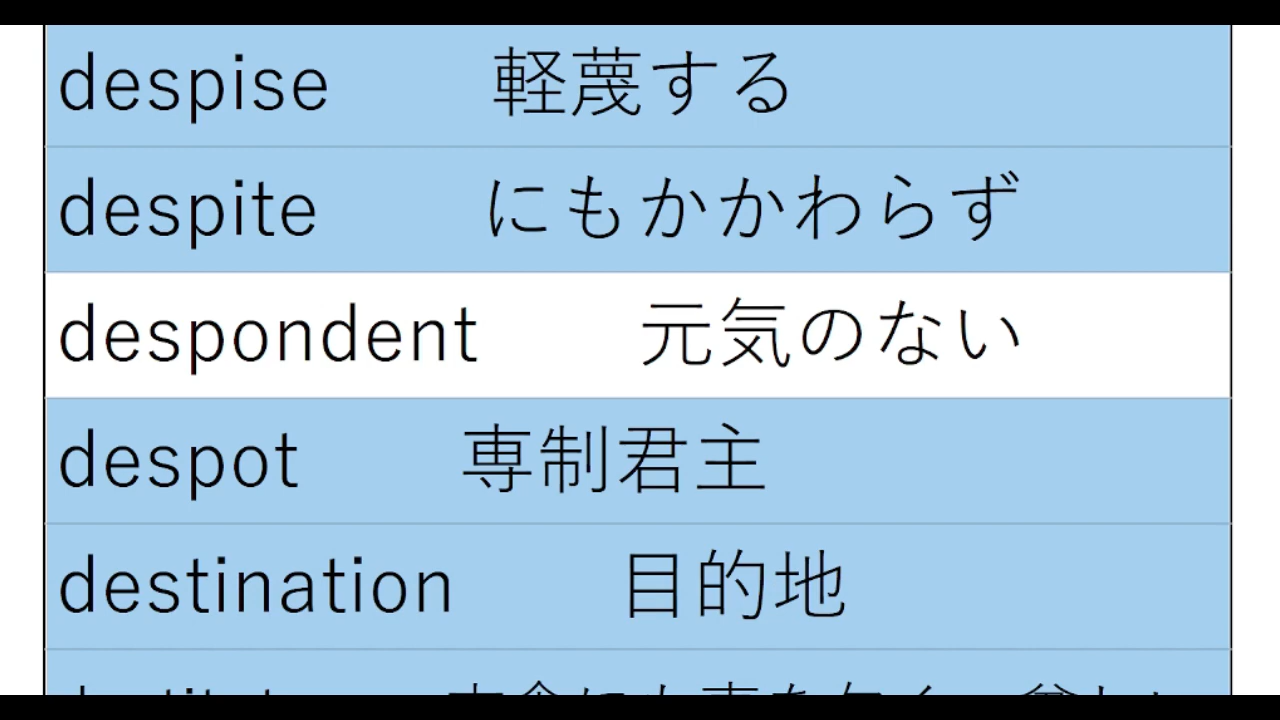 despise 軽蔑する
despite にもかかわらず
despondent 元気のない
despot 専制君主
destination 目的地